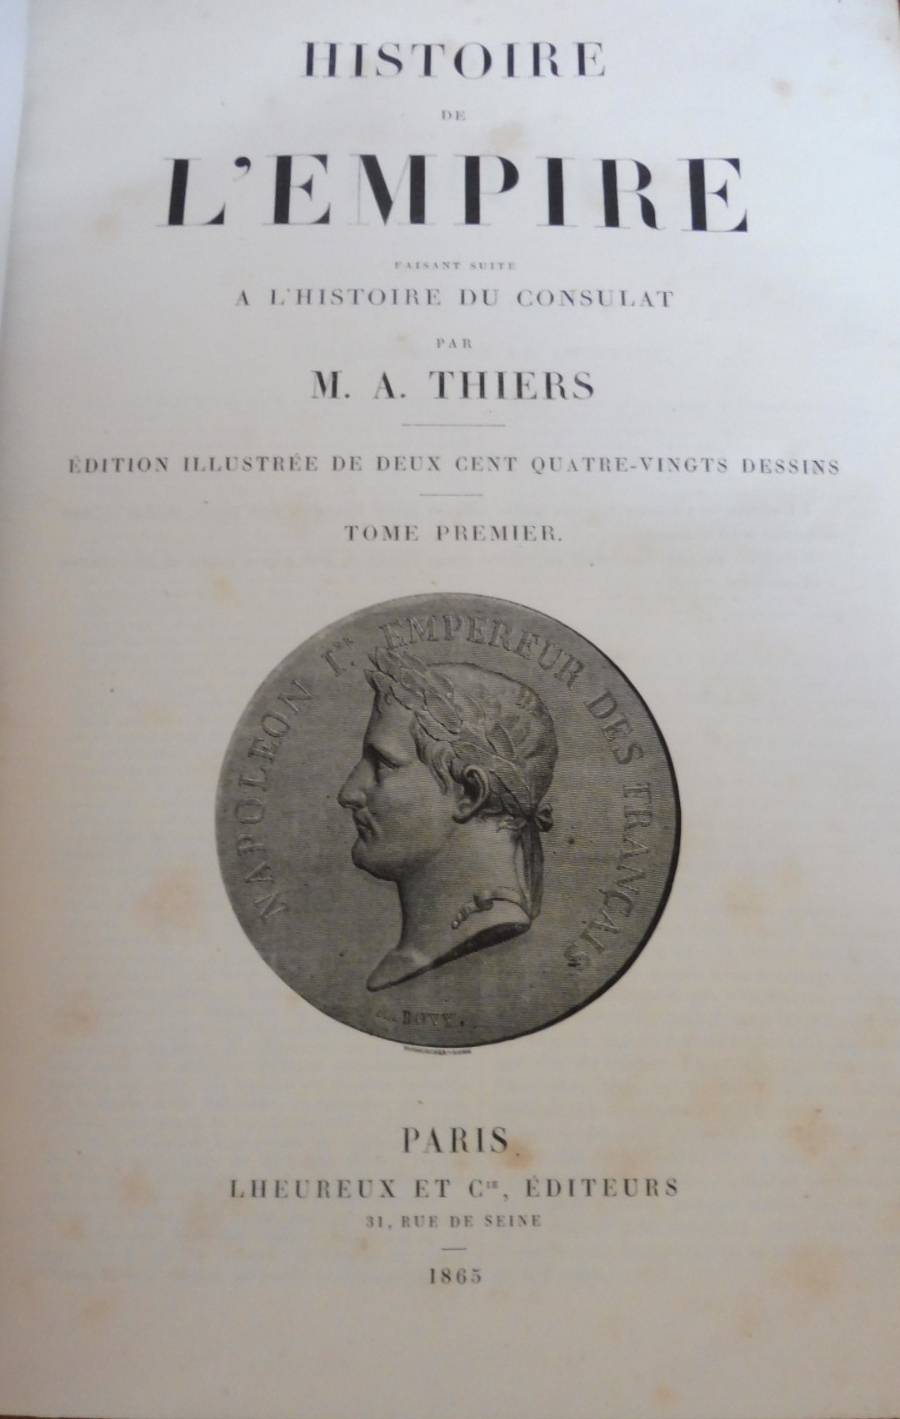 HISTOIRE
DE
L'EMPIRE
FAISANT SUITE
A L'HISTOIRE DU CONSULAT
PAR
M. A. THIERS
ÉDITION ILLUSTRÉE DE DEUX CENT QUATRE-VINGTS DESSINS
TOME PREMIER.
NAPOLEON Ier. EMPEREUR DES FRANÇAIS
BOVY.
PARIS
LHEUREUX ET Cie, ÉDITEURS
31, RUE DE SEINE
1865